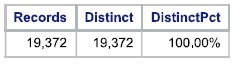 Records Distinct DistinctPct
19,372 19,372 100.00%